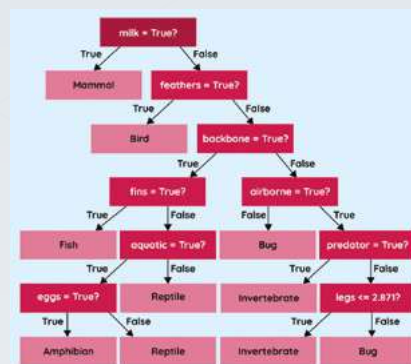 milk = True?
True False
Mammal feathers = True?
True False
Bird backbone = True?
True False
fins = True? airborne = True?
True False False True
Fish aquatic = True? Bug predator = True?
True False True False
eggs = True? Reptile Invertebrate legs <= 2.871?
True False True False
Amphibian Reptile Invertebrate Bug